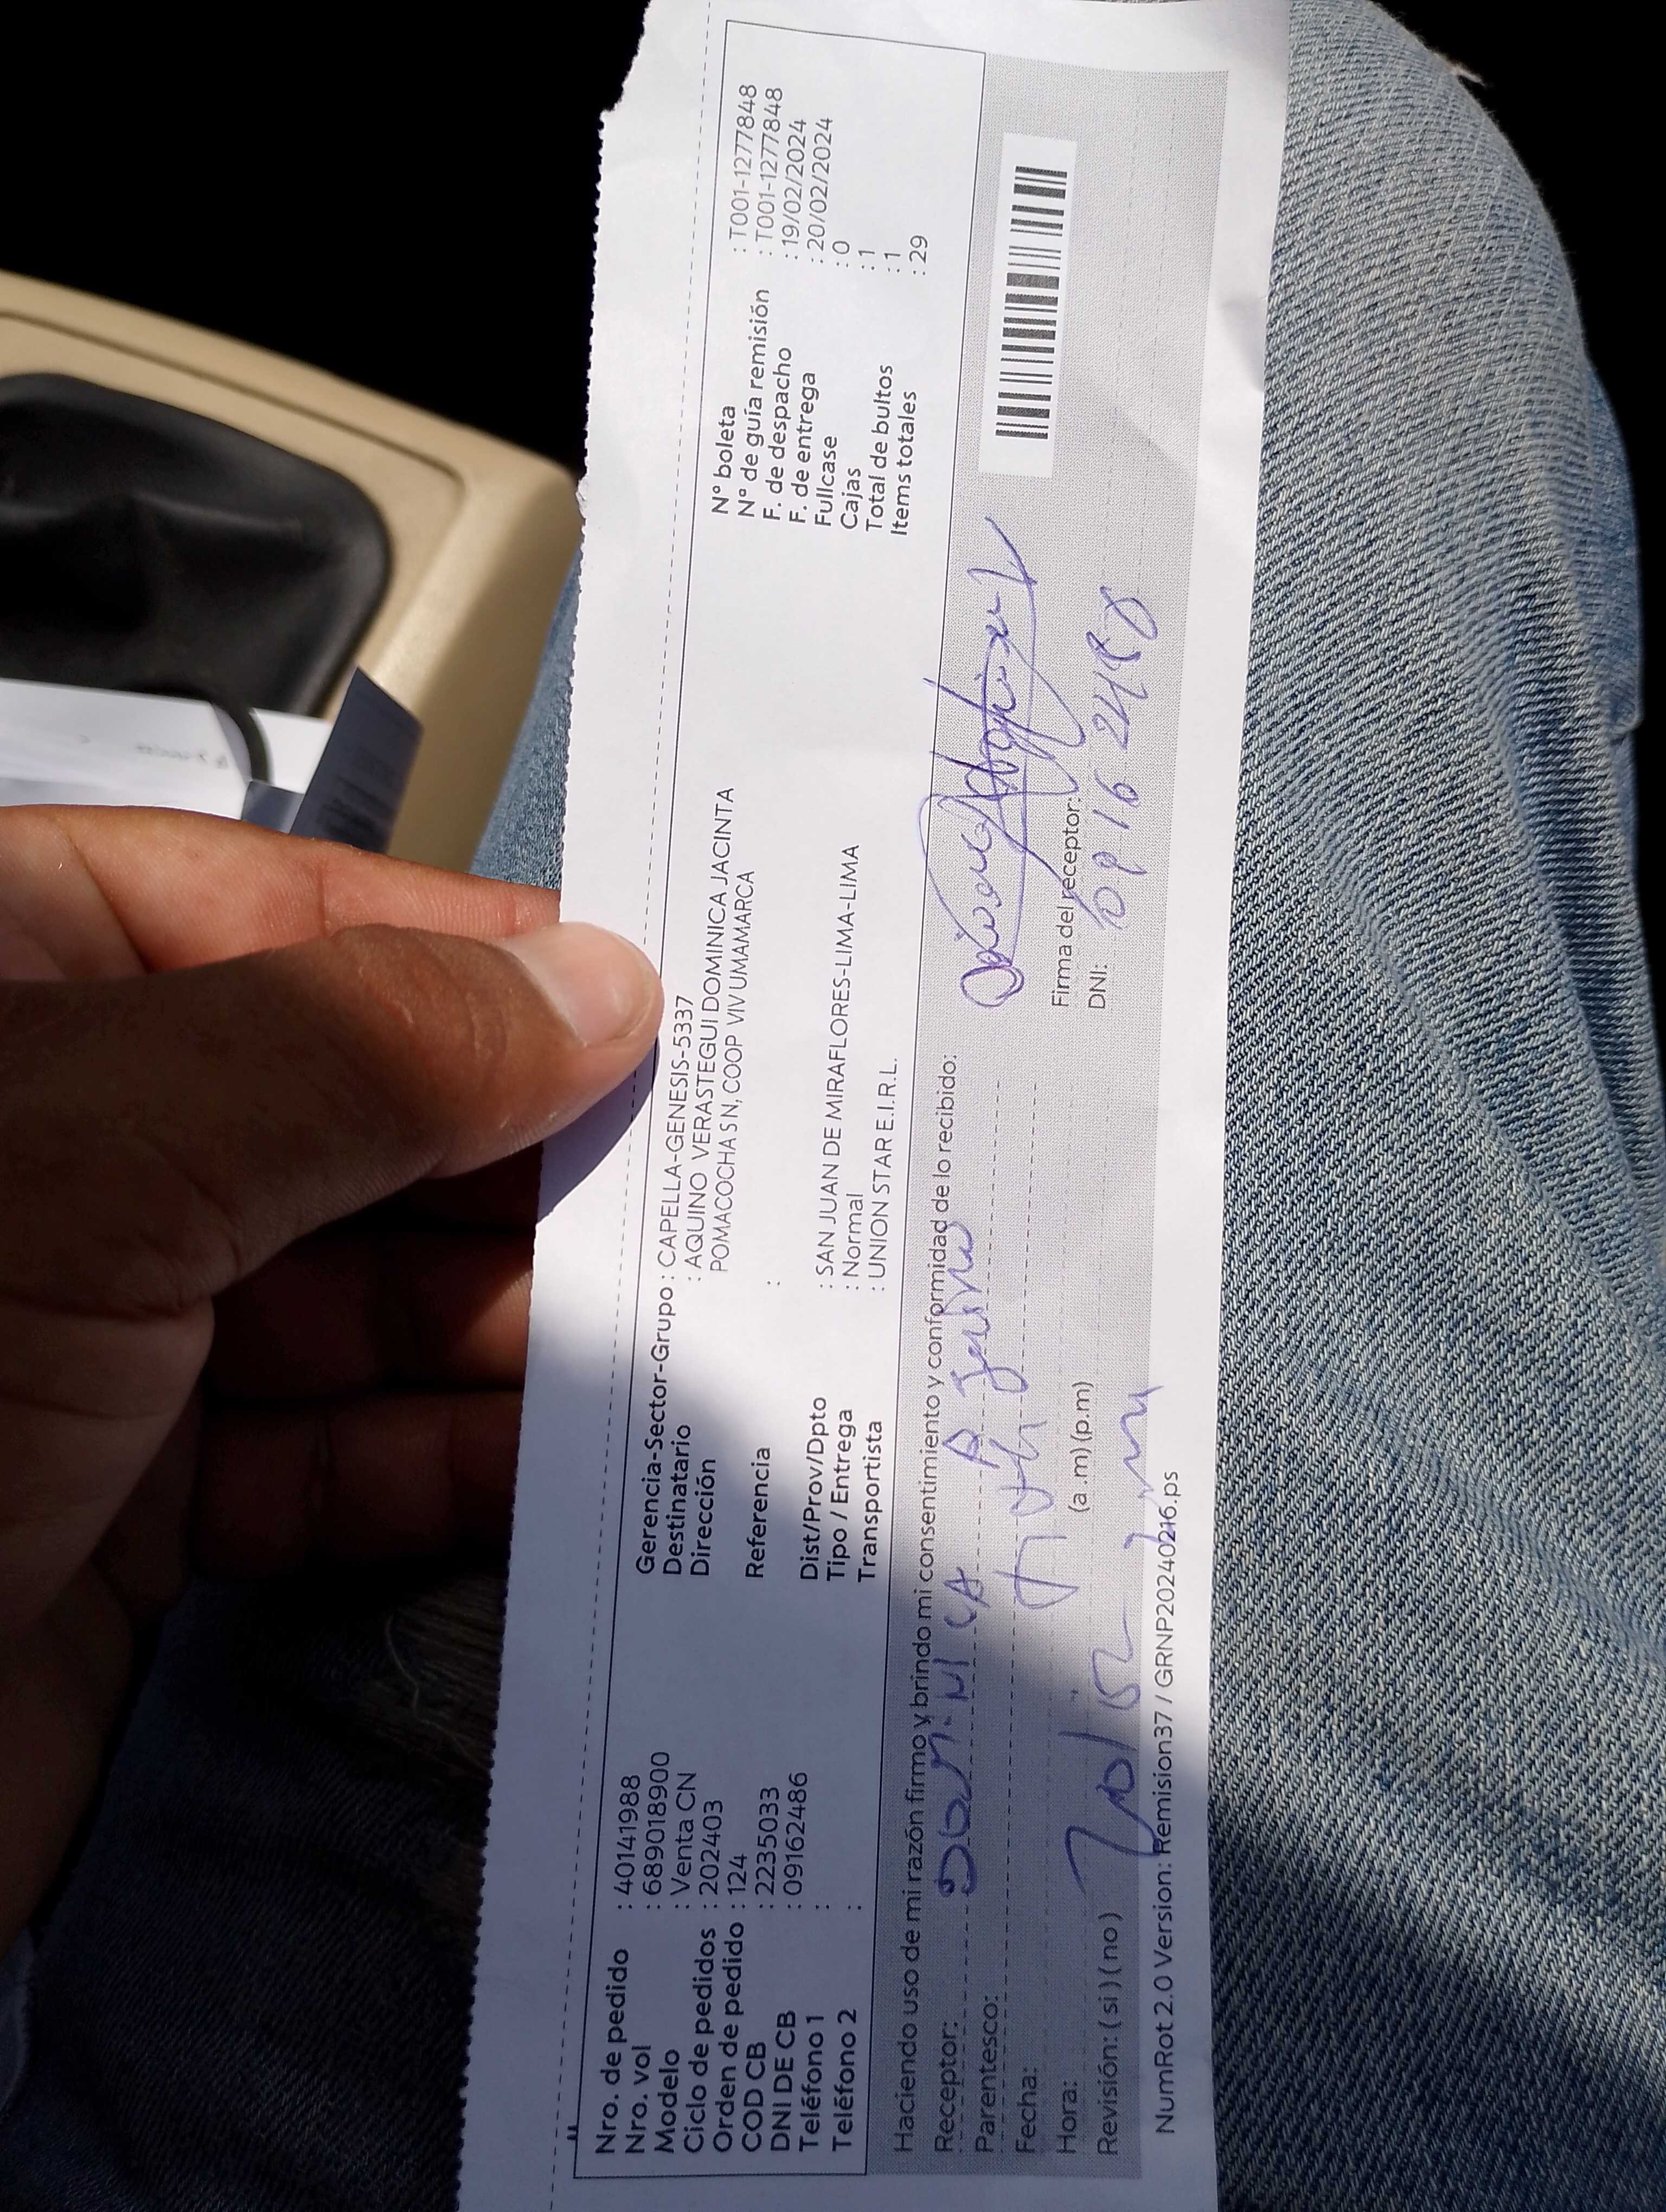 Nro. de pedido : 40141988
Nro. vol : 689018900
Modelo : Venta CN
Ciclo de pedidos : 202403
Orden de pedido : 124
COD CB : 2235033
DNI DE CB : 09162486
Teléfono 1 :
Teléfono 2 :
Gerencia-Sector-Grupo : CAPELLA-GENESIS-5337
Destinatario : AQUINO VERASTEGUI DOMINICA JACINTA
Dirección POMACOCHA S N, COOP VIV UMAMARCA
Referencia :
Dist/Prov/Dpto : SAN JUAN DE MIRAFLORES-LIMA-LIMA
Tipo / Entrega : Normal
Transportista : UNION STAR E.I.R.L.
N° boleta : T001-1277848
N° de guía remisión : T001-1277848
F. de despacho : 19/02/2024
F. de entrega : 20/02/2024
Fullcase : 0
Cajas : 1
Total de bultos : 1
Items totales : 29
Haciendo uso de mi razón firmo y brindo mi consentimiento y conformidad de lo recibido:
Receptor: DOMINICA A
Parentesco:
Fecha:
Hora: (a.m) (p.m)
Revisión: ( si ) ( no )
Firma del receptor:
DNI: 09162486
NumRot 2.0 Version: Remision37 / GRNP20240216.ps